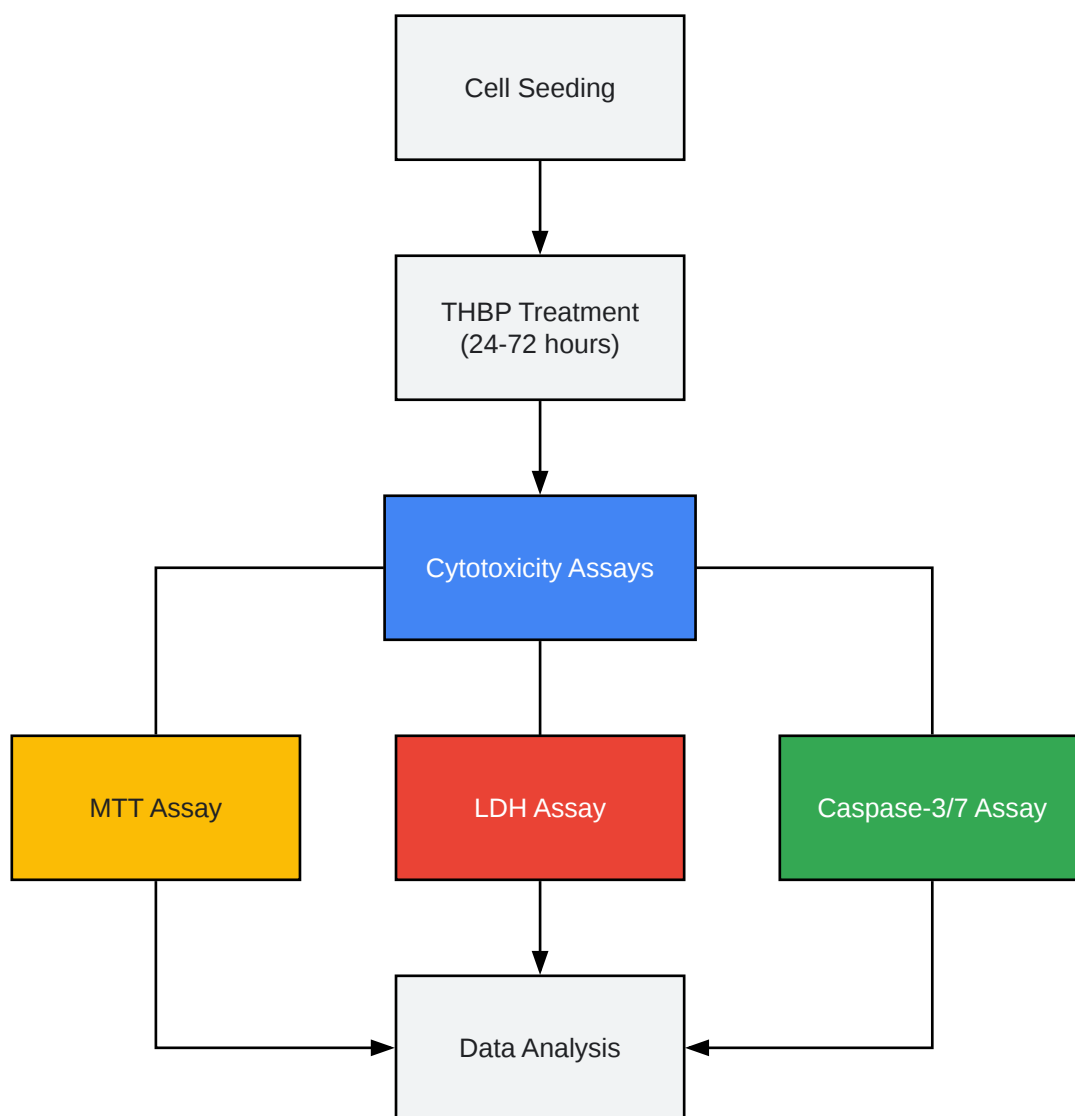 Cell Seeding
THBP Treatment
(24-72 hours)
Cytotoxicity Assays
MTT Assay
LDH Assay
Caspase-3/7 Assay
Data Analysis